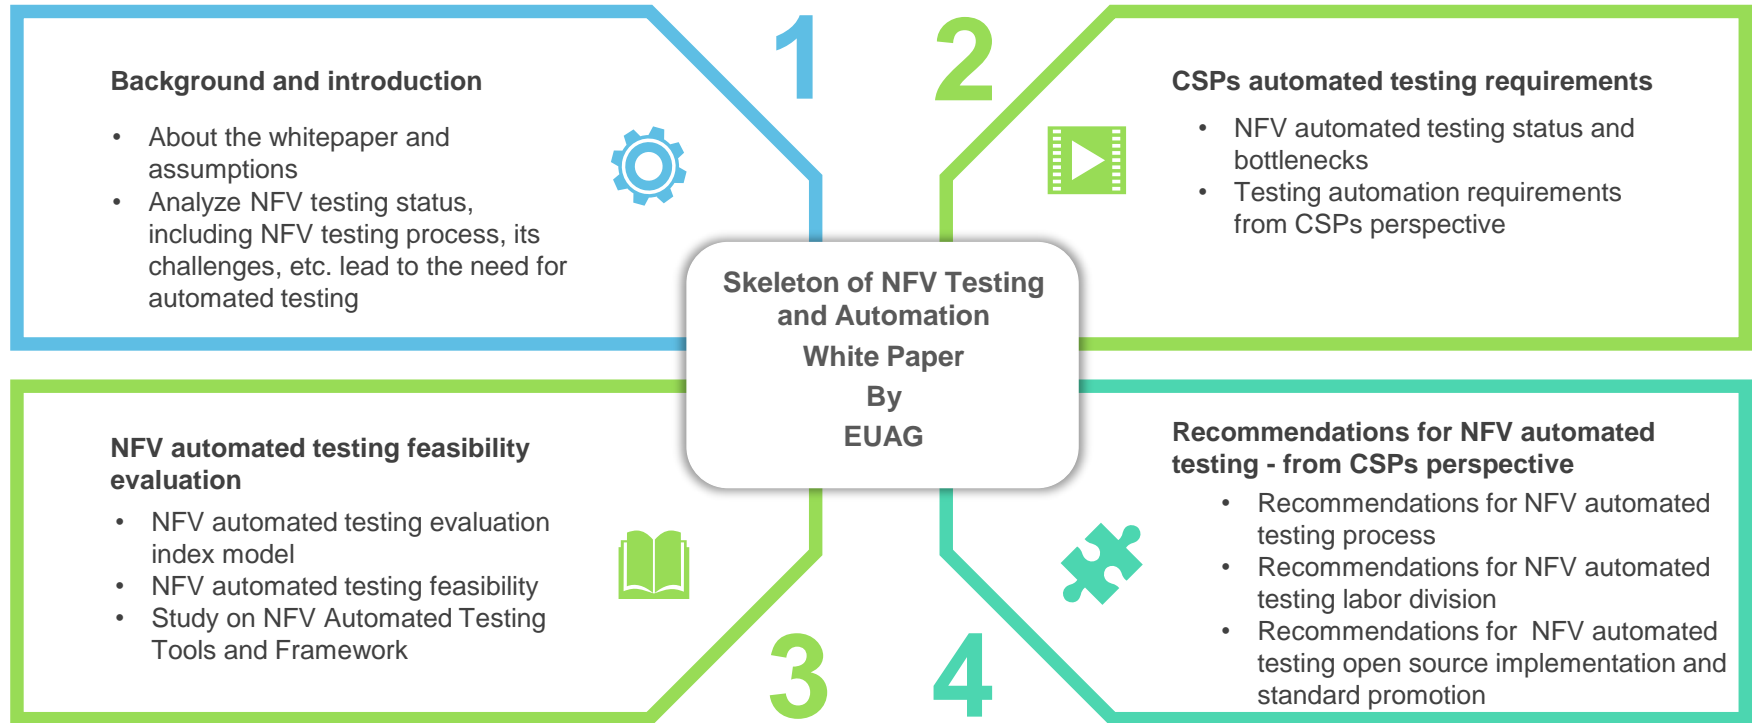 1
Background and introduction
• About the whitepaper and
assumptions
• Analyze NFV testing status,
including NFV testing process, its
challenges, etc. lead to the need for
automated testing
2
CSPs automated testing requirements
• NFV automated testing status and
bottlenecks
• Testing automation requirements
from CSPs perspective
Skeleton of NFV Testing
and Automation
White Paper
By
EUAG
NFV automated testing feasibility
evaluation
• NFV automated testing evaluation
index model
• NFV automated testing feasibility
• Study on NFV Automated Testing
Tools and Framework
3
Recommendations for NFV automated
testing - from CSPs perspective
• Recommendations for NFV automated
testing process
• Recommendations for NFV automated
testing labor division
• Recommendations for  NFV automated
testing open source implementation and
standard promotion
4